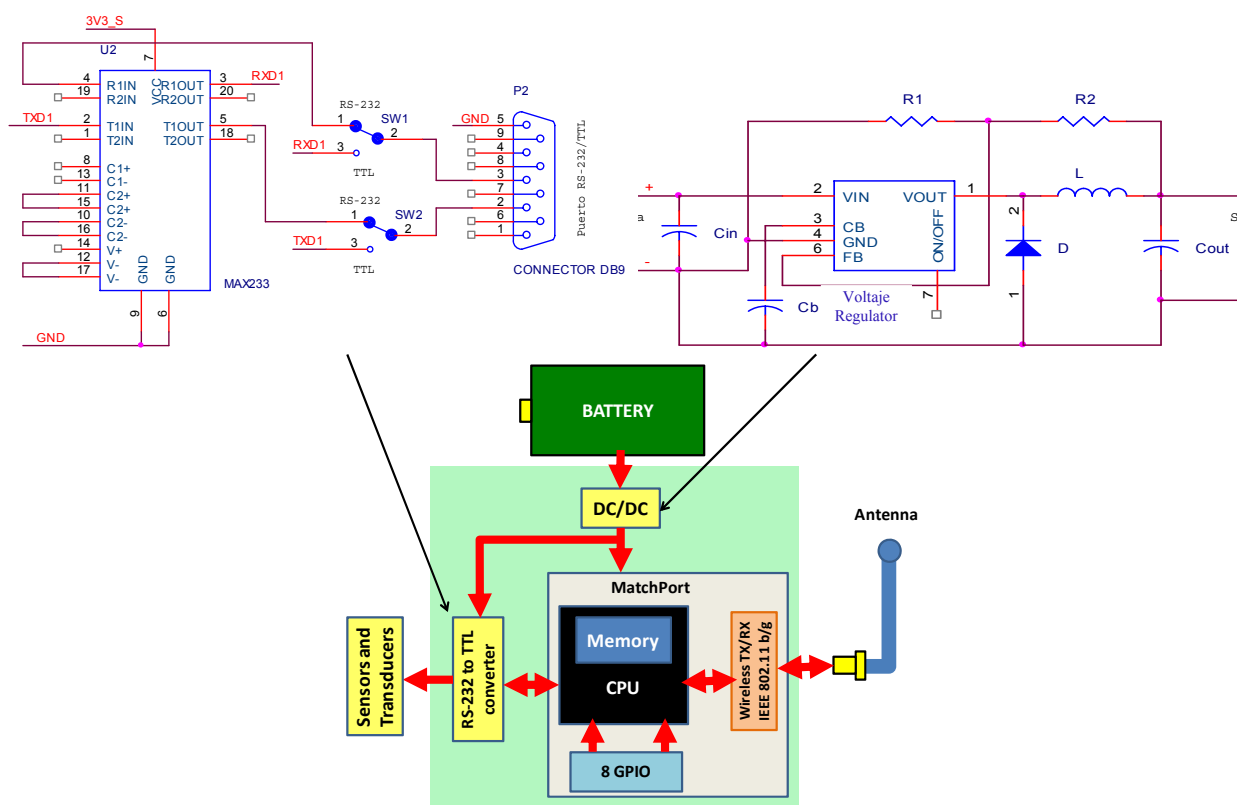 3V3_S
U2
7
VCC
4 R1IN R1OUT 3 RXD1
19 R2IN R2OUT 20
TXD1 2 T1IN T1OUT 5
1 T2IN T2OUT 18
8 C1+
13 C1-
11 C2+
15 C2+
10 C2-
16 C2-
14 V+
12 V-
17 V-
GND GND
MAX233
9 6
GND
RS-232
1 SW1
2
RXD1 3
TTL
RS-232
1 SW2
2
TXD1 3
TTL
P2
GND 5
9
4
8
3
7
2
6
1
Puerto RS-232/TTL
CONNECTOR DB9
R1 R2
+
a
-
Cin
2 VIN VOUT 1
3 CB
4 GND
6 FB
ON/OFF
7
Voltaje
Regulator
Cb
L
2
D
1
Cout
S
BATTERY
DC/DC
Antenna
MatchPort
Memory
CPU
Wireless TX/RX
IEEE 802.11 b/g
8 GPIO
RS-232 to TTL
converter
Sensors and
Transducers